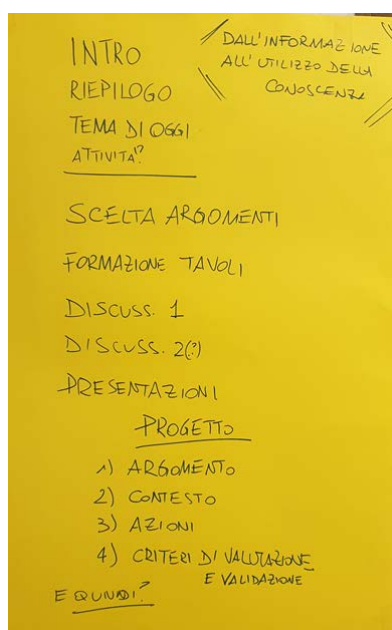 INTRO
RIEPILOGO
TEMA DI OGGI
ATTIVITA'?
DALL'INFORMAZIONE
ALL'UTILIZZO DELLA
CONOSCENZA
SCELTA ARGOMENTI
FORMAZIONE TAVOLI
DISCUSS. 1
DISCUSS. 2(?)
PRESENTAZIONI
PROGETTO
1) ARGOMENTO
2) CONTESTO
3) AZIONI
4) CRITERI DI VALUTAZIONE
E VALIDAZIONE
E QUINDI?